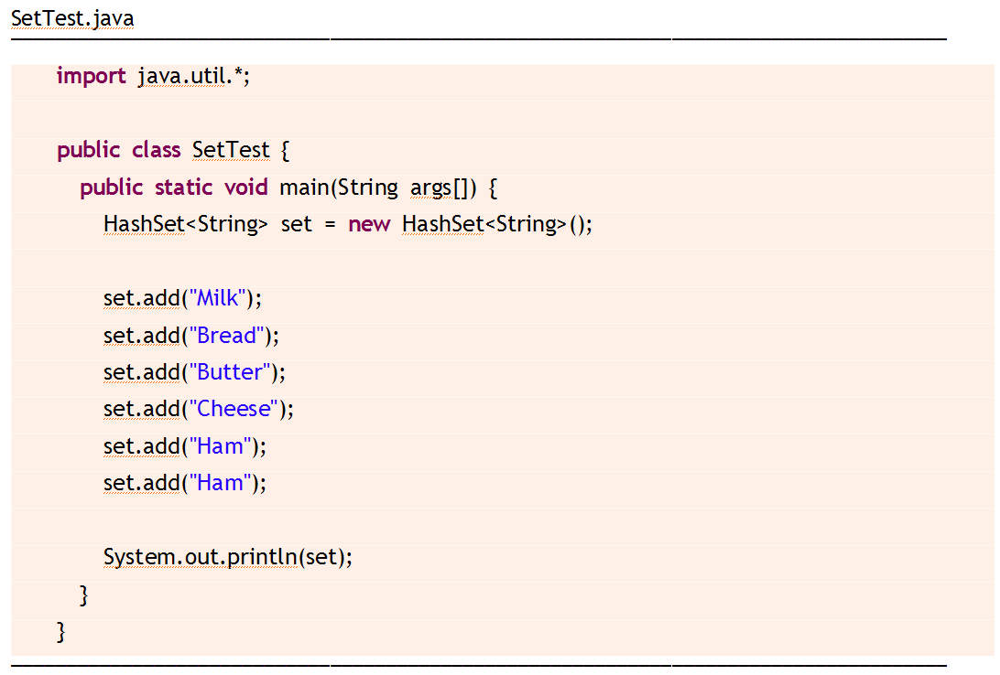 SetTest.java
import java.util.*;
public class SetTest {
public static void main(String args[]) {
HashSet<String> set = new HashSet<String>();
set.add("Milk");
set.add("Bread");
set.add("Butter");
set.add("Cheese");
set.add("Ham");
set.add("Ham");
System.out.println(set);
}
}